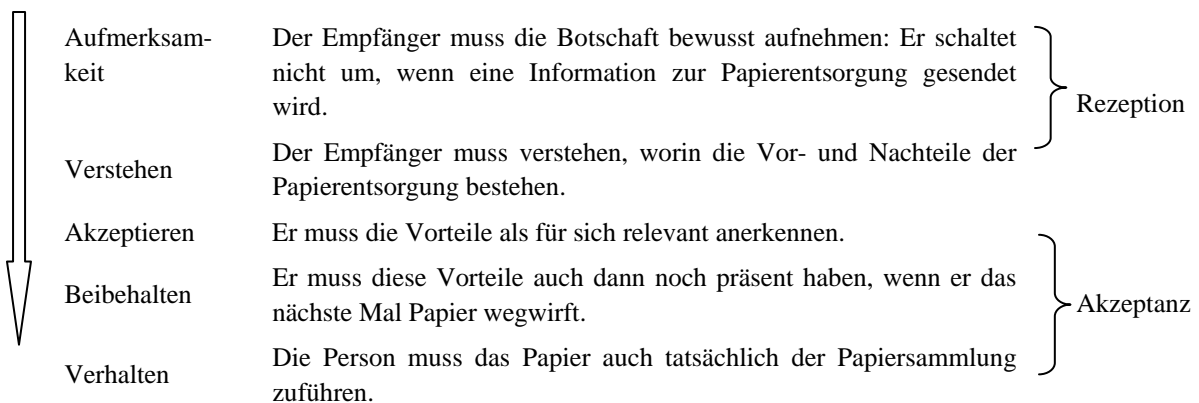 Aufmerksam-
keit
Der Empfänger muss die Botschaft bewusst aufnehmen: Er schaltet
nicht um, wenn eine Information zur Papierentsorgung gesendet
wird.
Rezeption
Verstehen
Der Empfänger muss verstehen, worin die Vor- und Nachteile der
Papierentsorgung bestehen.
Akzeptieren
Er muss die Vorteile als für sich relevant anerkennen.
Beibehalten
Er muss diese Vorteile auch dann noch präsent haben, wenn er das
nächste Mal Papier wegwirft.
Akzeptanz
Verhalten
Die Person muss das Papier auch tatsächlich der Papiersammlung
zuführen.